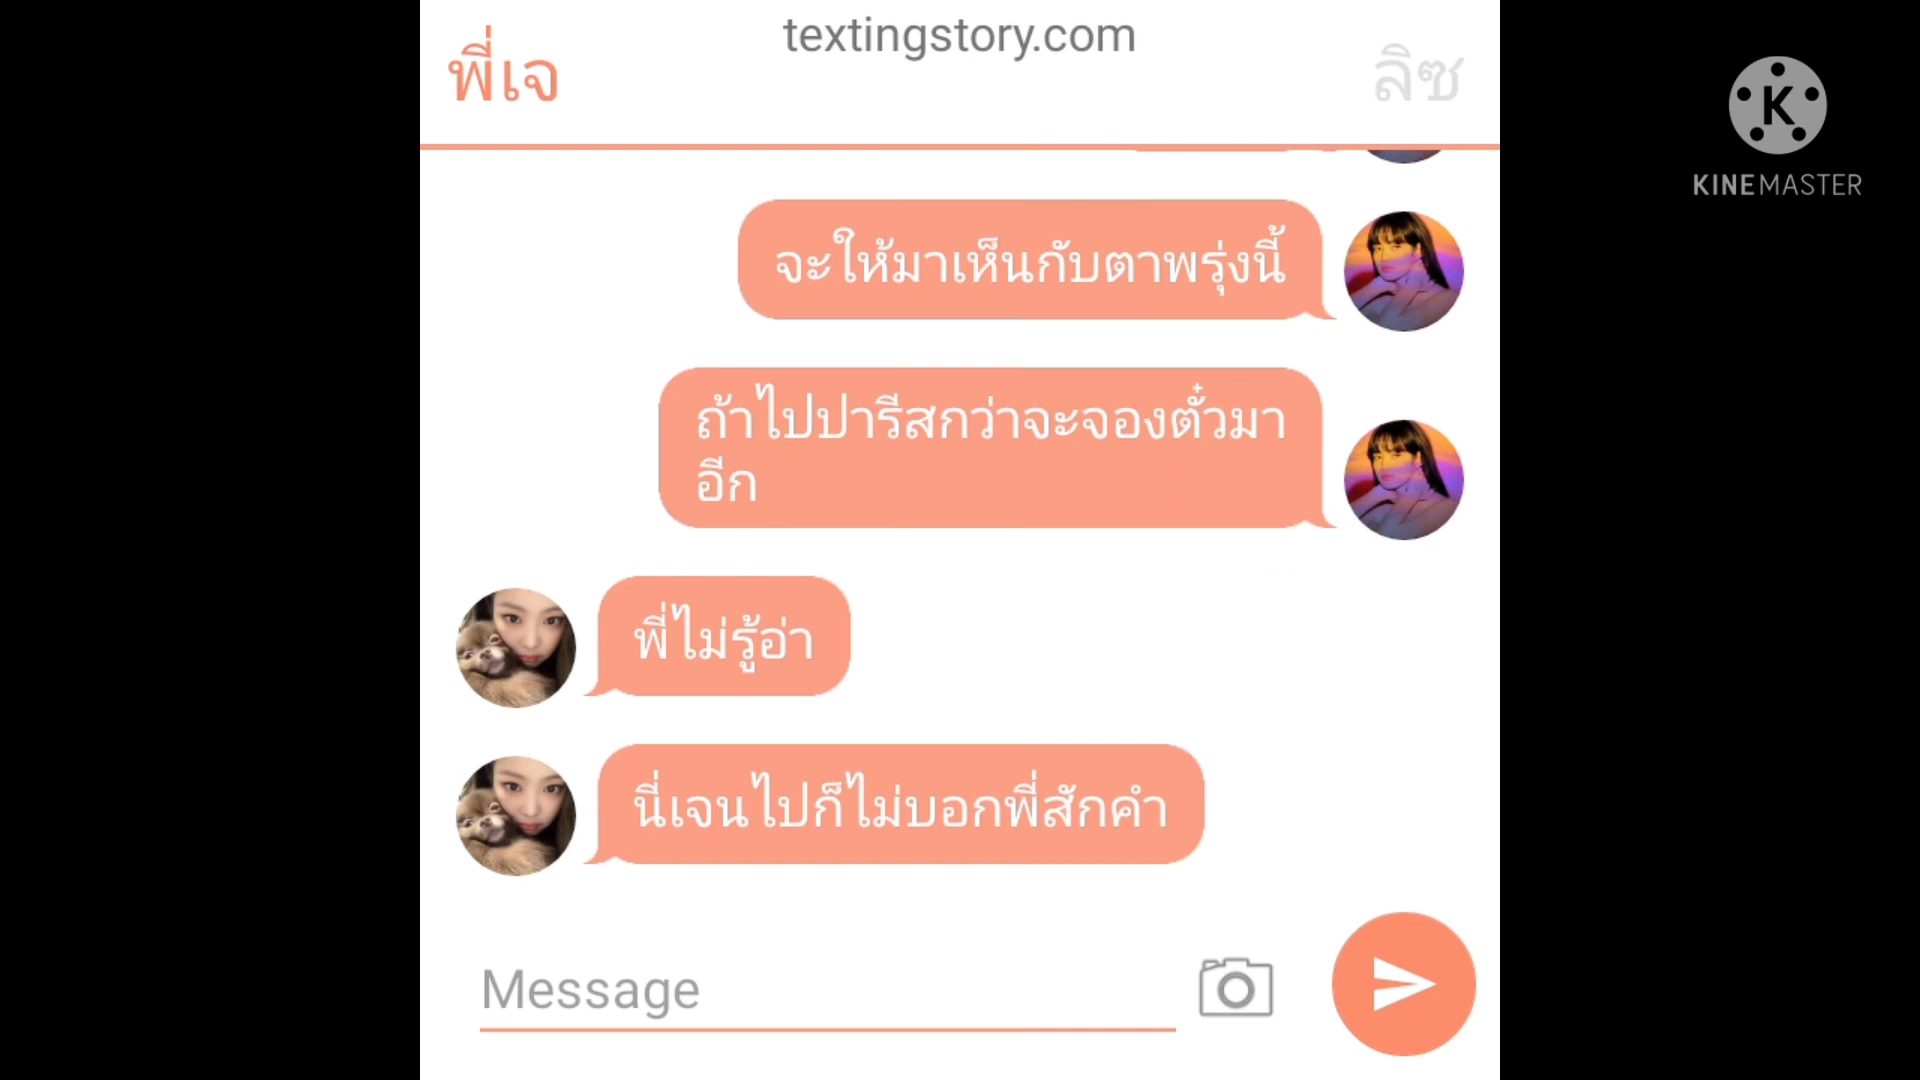 textingstory.com
พี่เจ
ลิซ
KINEMASTER
จะให้มาเห็นกับตาพรุ่งนี้
ถ้าไปปารีสกว่าจะจองตั๋วมา
อีก
พี่ไม่รู้อ่า
นี่เจนไปก็ไม่บอกพี่สักคำ
Message